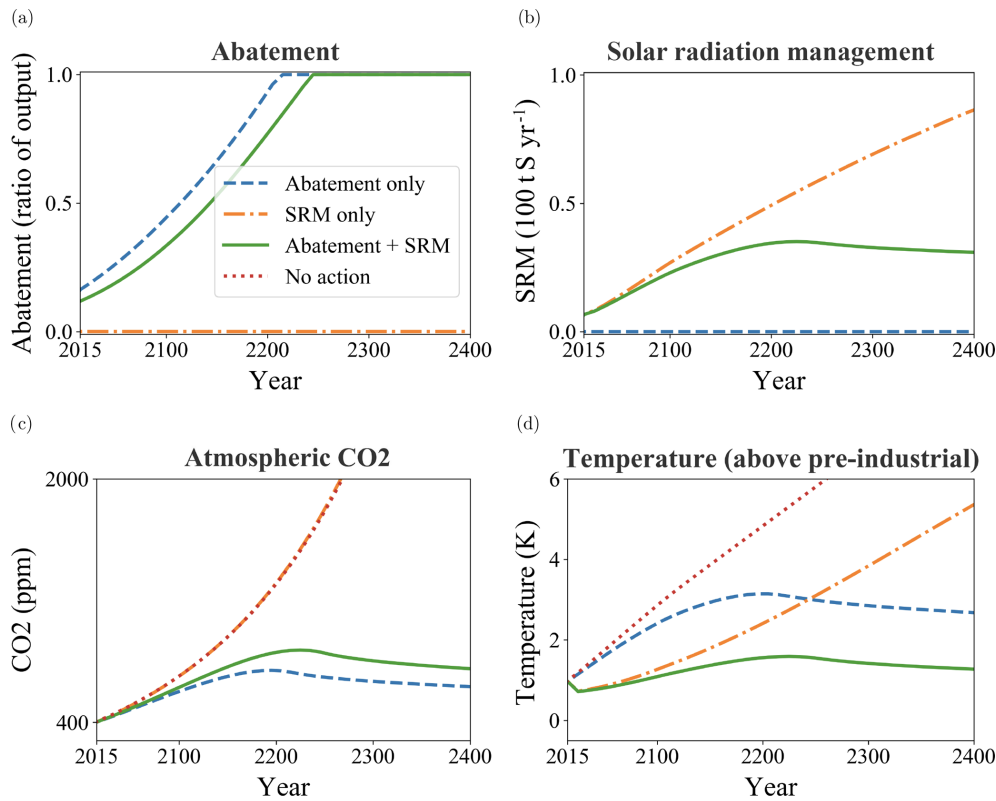 (a)
Abatement
Abatement (ratio of output)
1.0
0.5
0.0
2015 2100 2200 2300 2400
Year
Abatement only
SRM only
Abatement + SRM
No action
(b)
Solar radiation management
SRM (100 t S yr⁻¹)
1.0
0.5
0.0
2015 2100 2200 2300 2400
Year
(c)
Atmospheric CO2
CO2 (ppm)
2000
400
2015 2100 2200 2300 2400
Year
(d)
Temperature (above pre-industrial)
Temperature (K)
6
4
2
0
2015 2100 2200 2300 2400
Year